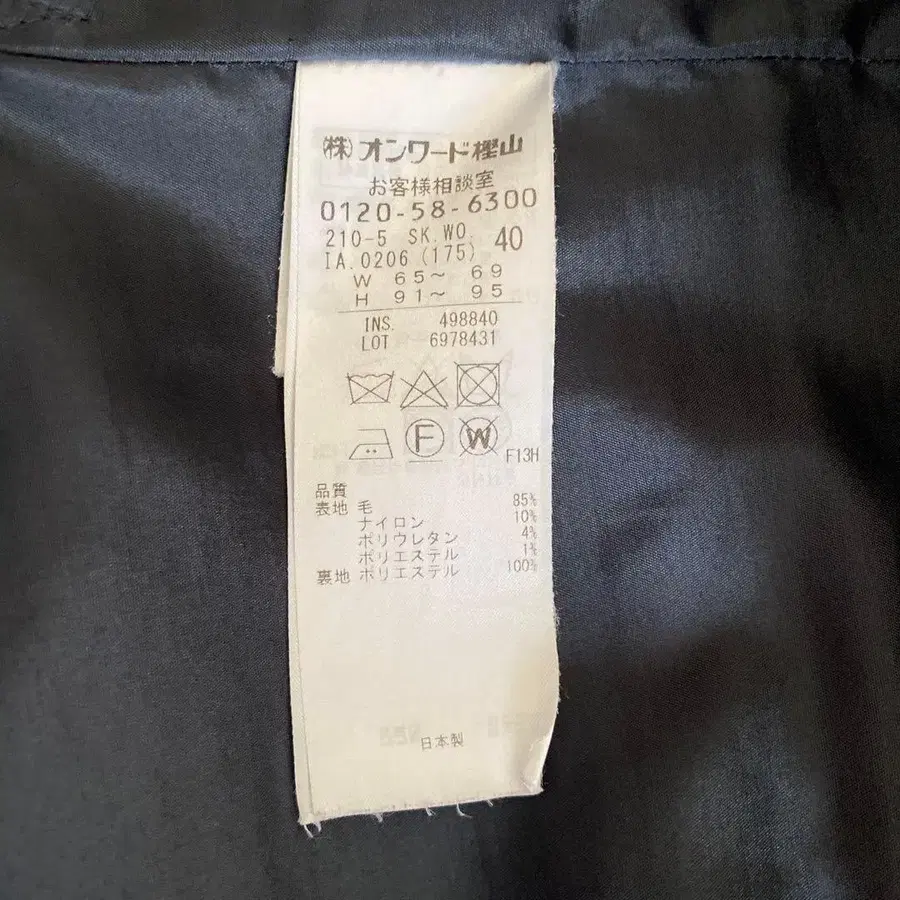 (株)オンワード樫山
お客様相談室
0120-58-6300
210-5 SK.WO. 40
IA.0206 (175)
W 65〜 69
H 91〜 95
INS. 498840
LOT 6978431
F
W
F13H
品質
表地 毛 85%
ナイロン 10%
ポリウレタン 4%
ポリエステル 1%
裏地 ポリエステル 100%
日本製